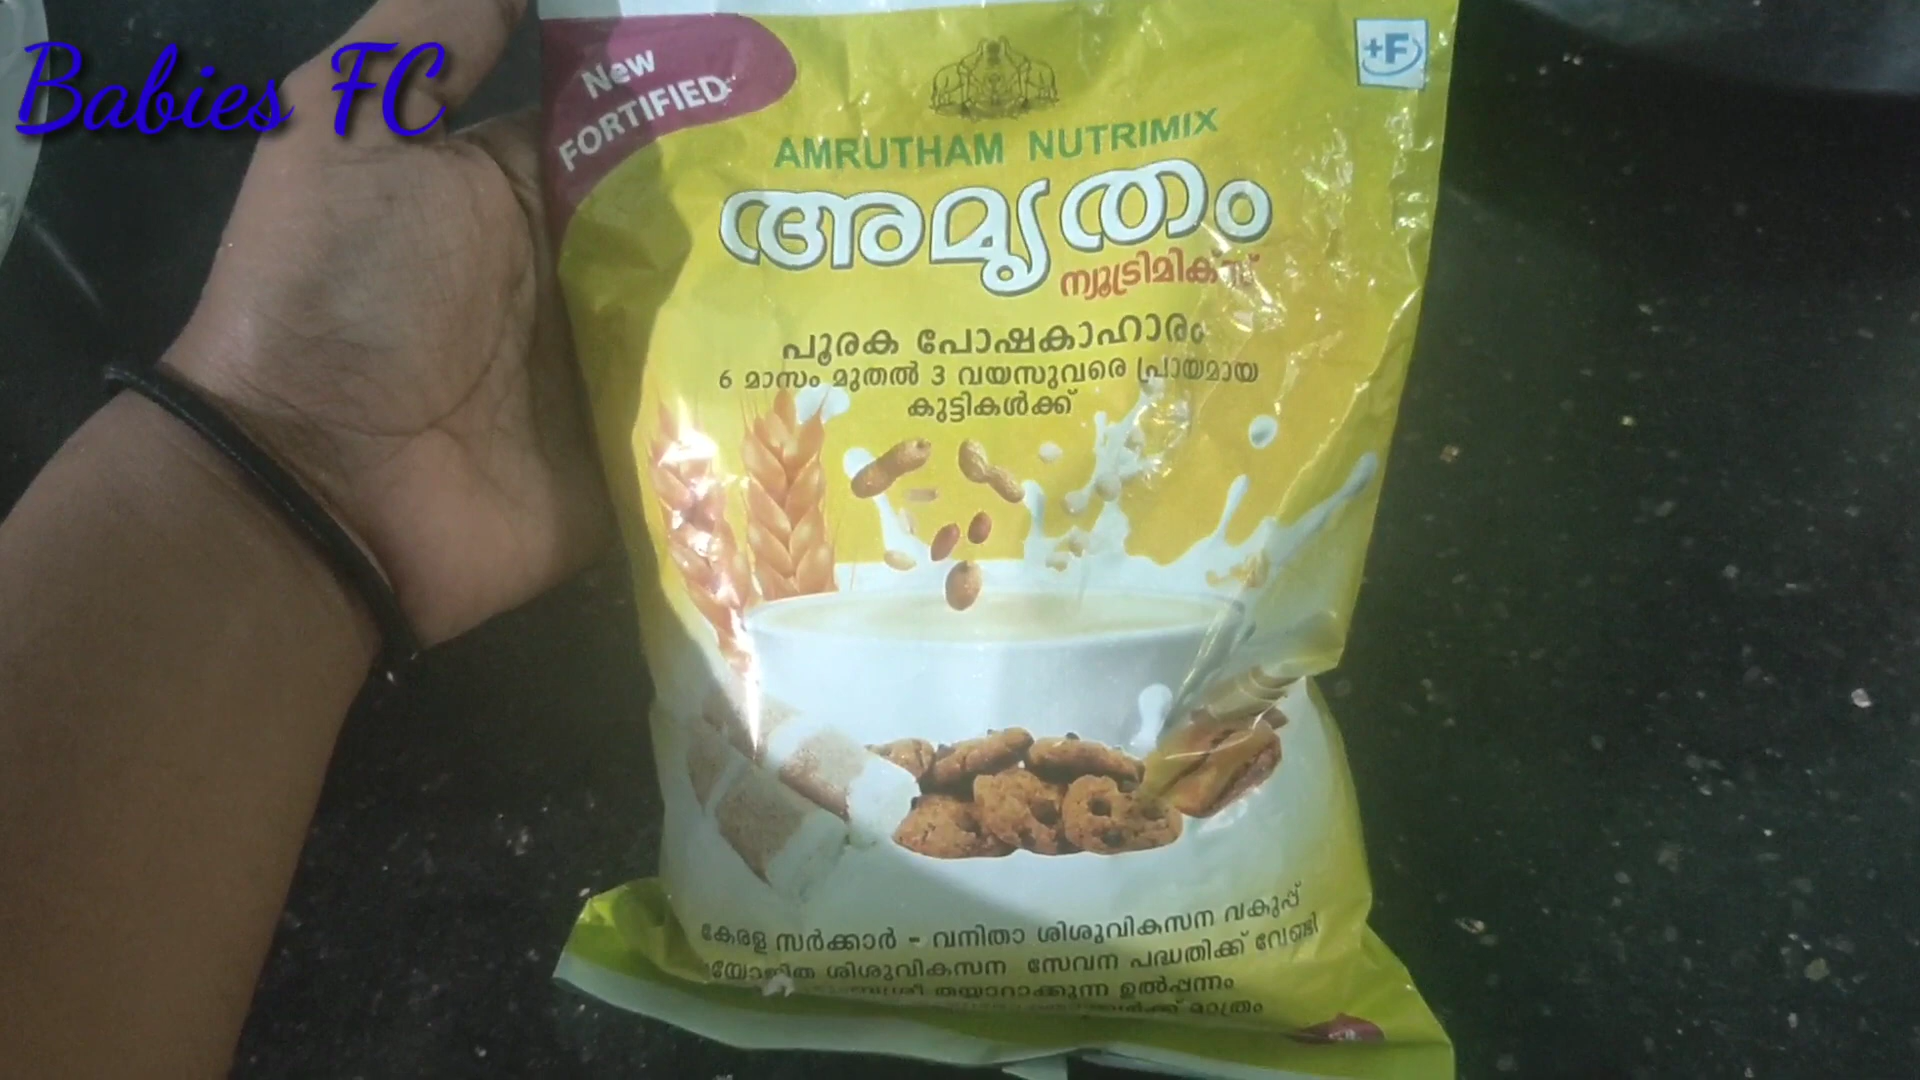 Babies FC
New
FORTIFIED
+F
AMRUTHAM NUTRIMIX
അമൃതം
ന്യൂട്രിമിക്സ്
പൂരക പോഷകാഹാരം
6 മാസം മുതൽ 3 വയസുവരെ പ്രായമായ
കുട്ടികൾക്ക്
കേരള സർക്കാർ - വനിതാ ശിശുവികസന വകുപ്പ്
ശിശുവികസന സേവന പദ്ധതിക്ക് വേണ്ടി
തയാറാക്കുന്ന ഉൽപ്പന്നം
മാത്രം